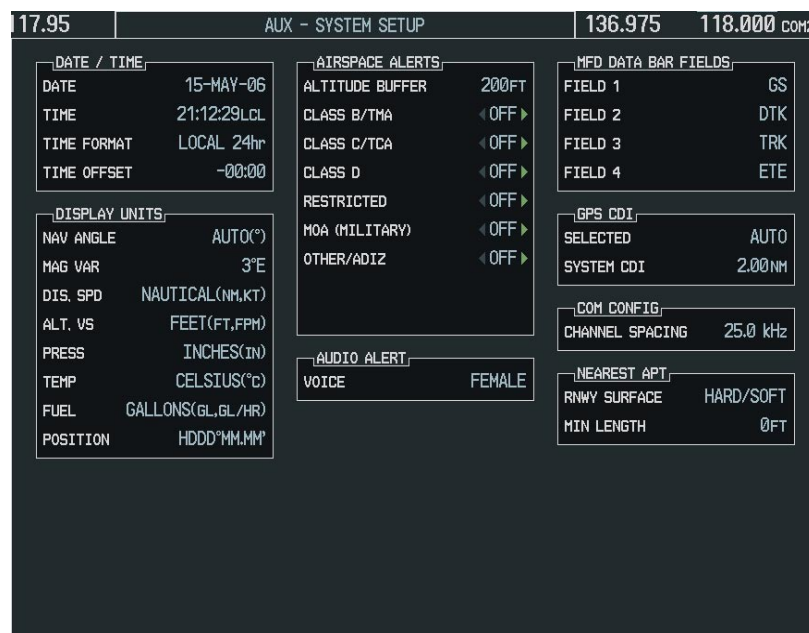 117.95 AUX - SYSTEM SETUP 136.975 118.000 COM2
DATE / TIME
DATE 15-MAY-06
TIME 21:12:29LCL
TIME FORMAT LOCAL 24hr
TIME OFFSET -00:00
DISPLAY UNITS
NAV ANGLE AUTO(°)
MAG VAR 3°E
DIS, SPD NAUTICAL(NM,KT)
ALT, VS FEET(FT,FPM)
PRESS INCHES(IN)
TEMP CELSIUS(°C)
FUEL GALLONS(GL,GL/HR)
POSITION HDDD°MM.MM'
AIRSPACE ALERTS
ALTITUDE BUFFER 200FT
CLASS B/TMA OFF
CLASS C/TCA OFF
CLASS D OFF
RESTRICTED OFF
MOA (MILITARY) OFF
OTHER/ADIZ OFF
AUDIO ALERT
VOICE FEMALE
MFD DATA BAR FIELDS
FIELD 1 GS
FIELD 2 DTK
FIELD 3 TRK
FIELD 4 ETE
GPS CDI
SELECTED AUTO
SYSTEM CDI 2.00NM
COM CONFIG
CHANNEL SPACING 25.0 kHz
NEAREST APT
RNWY SURFACE HARD/SOFT
MIN LENGTH 0FT